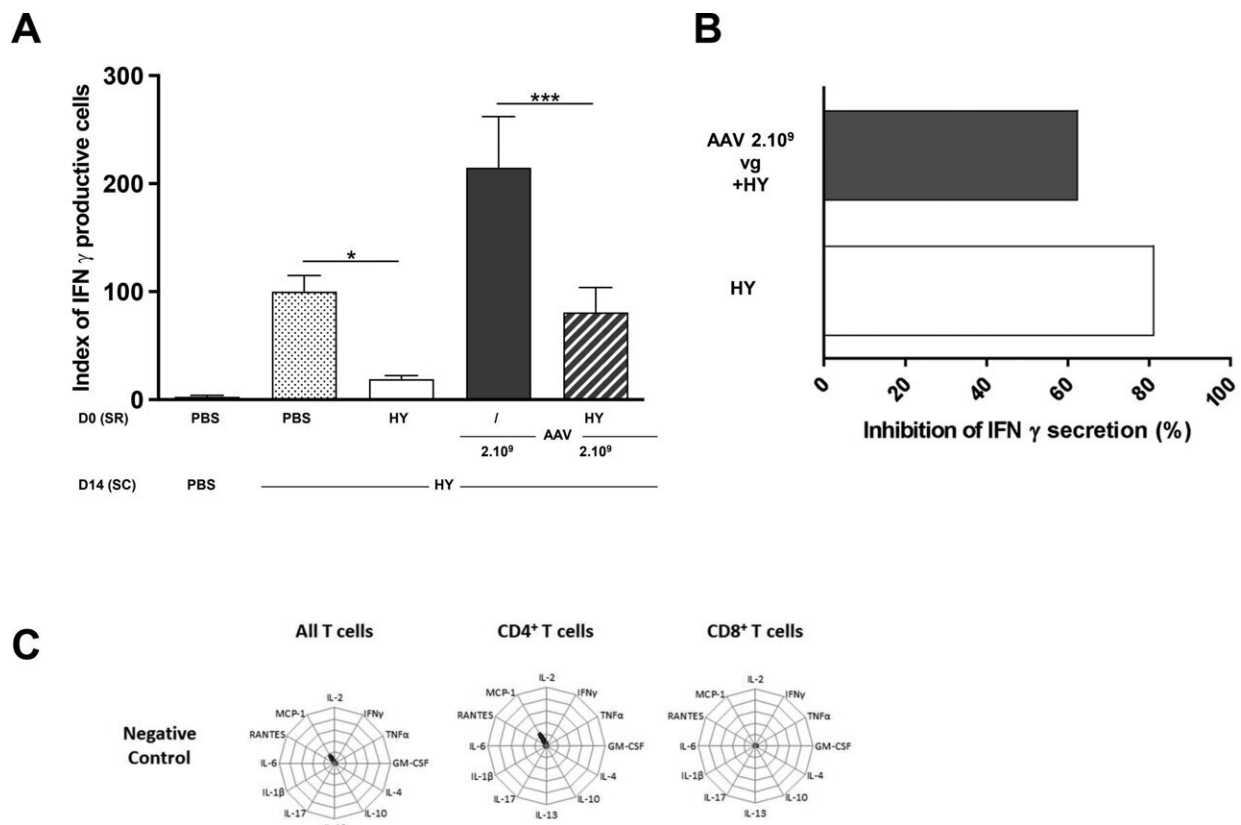 A
B
300
200
100
0
Index of IFN γ productive cells
*
***
D0 (SR) PBS PBS HY / HY
AAV
2.10⁹ 2.10⁹
D14 (SC) PBS HY
AAV 2.10⁹
vg
+HY
HY
0 20 40 60 80 100
Inhibition of IFN γ secretion (%)
C
All T cells CD4⁺ T cells CD8⁺ T cells
Negative
Control
IL-2
MCP-1 IFNγ
RANTES TNFα
IL-6 GM-CSF
IL-1β IL-4
IL-17 IL-10
IL-2
MCP-1 IFNγ
RANTES TNFα
IL-6 GM-CSF
IL-1β IL-4
IL-17 IL-10
IL-13
IL-2
MCP-1 IFNγ
RANTES TNFα
IL-6 GM-CSF
IL-1β IL-4
IL-17 IL-10
IL-13